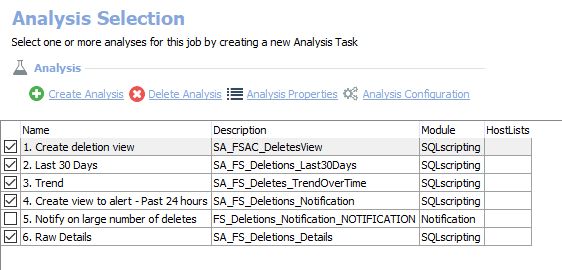 Analysis Selection
Select one or more analyses for this job by creating a new Analysis Task
Analysis
Create Analysis Delete Analysis Analysis Properties Analysis Configuration
Name Description Module HostLists
1. Create deletion view SA_FSAC_DeletesView SQLscripting
2. Last 30 Days SA_FS_Deletions_Last30Days SQLscripting
3. Trend SA_FS_Deletes_TrendOverTime SQLscripting
4. Create view to alert - Past 24 hours SA_FS_Deletions_Notification SQLscripting
5. Notify on large number of deletes FS_Deletions_Notification_NOTIFICATION Notification
6. Raw Details SA_FS_Deletions_Details SQLscripting